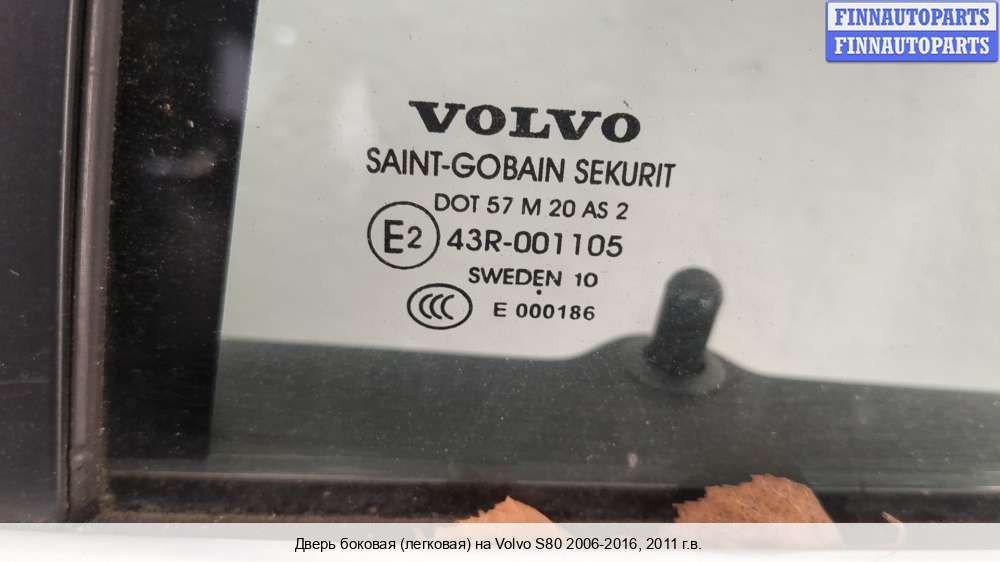 FINNAUTOPARTS
FINNAUTOPARTS
VOLVO
SAINT-GOBAIN SEKURIT
DOT 57 M 20 AS 2
E2 43R-001105
SWEDEN 10
CCC E 000186
Дверь боковая (легковая) на Volvo S80 2006-2016, 2011 г.в.